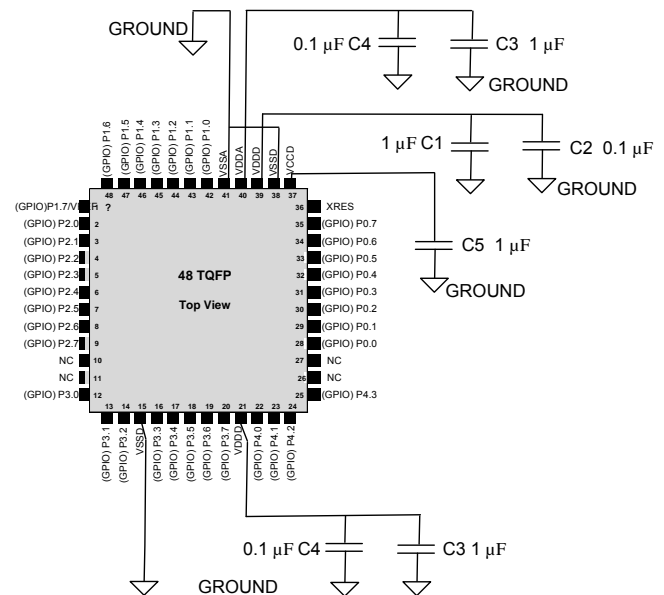 GROUND
0.1 µF C4
C3 1 µF
GROUND
1 µF C1
C2 0.1 µF
GROUND
C5 1 µF
GROUND
(GPIO) P1.6
(GPIO) P1.5
(GPIO) P1.4
(GPIO) P1.3
(GPIO) P1.2
(GPIO) P1.1
(GPIO) P1.0
VSSA
VDDA
VDDD
VSSD
VCCD
48
47
46
45
44
43
42
41
40
39
38
37
(GPIO)P1.7/
1
?
(GPIO) P2.0
2
(GPIO) P2.1
3
(GPIO) P2.2
4
(GPIO) P2.3
5
(GPIO) P2.4
6
(GPIO) P2.5
7
(GPIO) P2.6
8
(GPIO) P2.7
9
NC
10
NC
11
(GPIO) P3.0
12
48 TQFP
Top View
36
XRES
35
(GPIO) P0.7
34
(GPIO) P0.6
33
(GPIO) P0.5
32
(GPIO) P0.4
31
(GPIO) P0.3
30
(GPIO) P0.2
29
(GPIO) P0.1
28
(GPIO) P0.0
27
NC
26
NC
25
(GPIO) P4.3
13
14
15
16
17
18
19
20
21
22
23
24
(GPIO) P3.1
(GPIO) P3.2
VSSD
(GPIO) P3.3
(GPIO) P3.4
(GPIO) P3.5
(GPIO) P3.6
(GPIO) P3.7
VDDD
(GPIO) P4.0
(GPIO) P4.1
(GPIO) P4.2
0.1 µF C4
C3 1 µF
GROUND